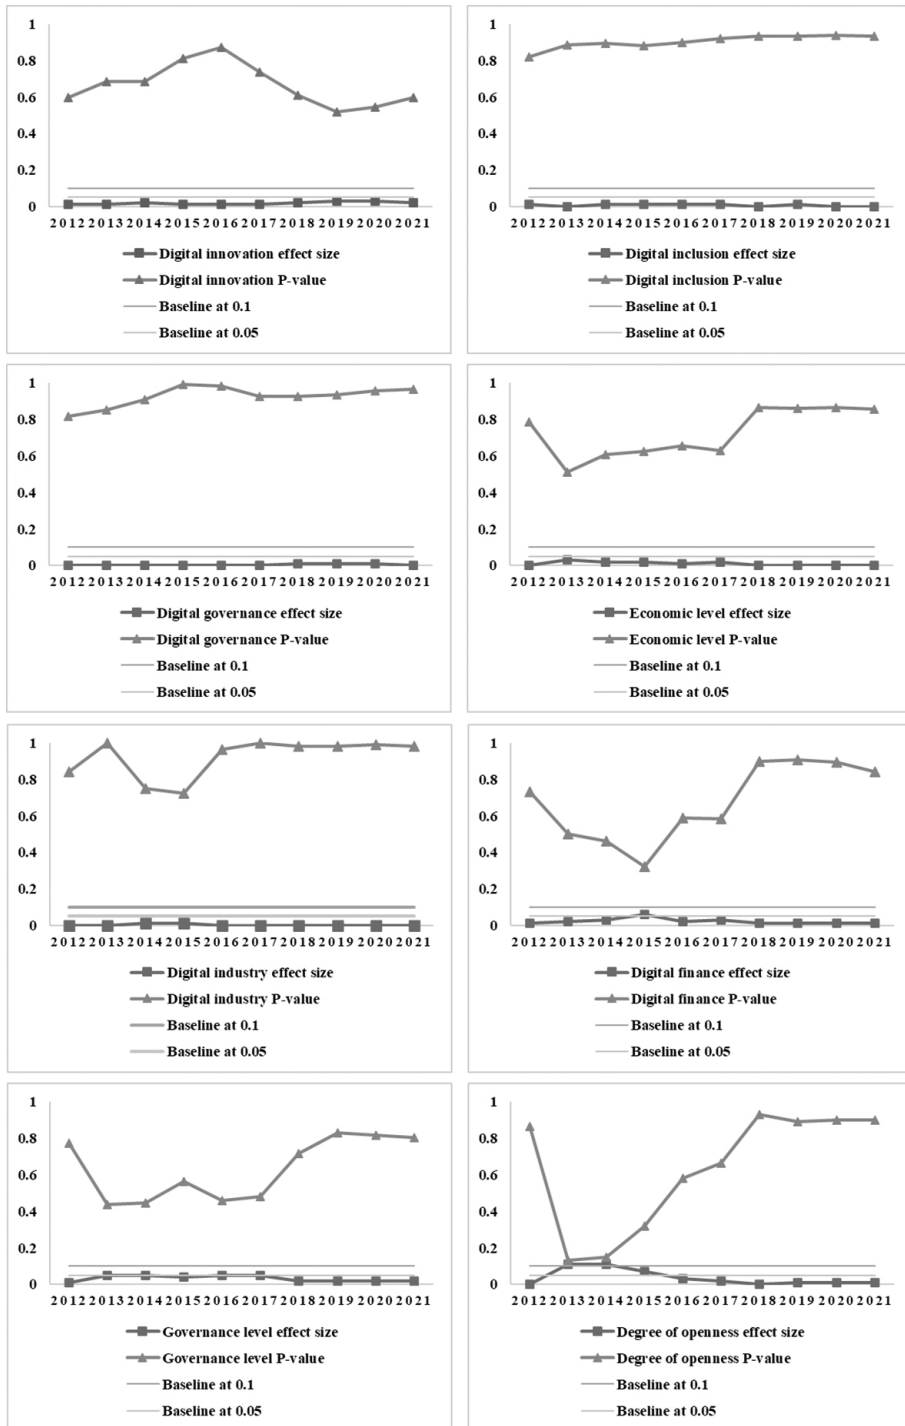 1
0.8
0.6
0.4
0.2
0
2012 2013 2014 2015 2016 2017 2018 2019 2020 2021
Digital innovation effect size
Digital innovation P-value
Baseline at 0.1
Baseline at 0.05
1
0.8
0.6
0.4
0.2
0
2012 2013 2014 2015 2016 2017 2018 2019 2020 2021
Digital inclusion effect size
Digital inclusion P-value
Baseline at 0.1
Baseline at 0.05
1
0.8
0.6
0.4
0.2
0
2012 2013 2014 2015 2016 2017 2018 2019 2020 2021
Digital governance effect size
Digital governance P-value
Baseline at 0.1
Baseline at 0.05
1
0.8
0.6
0.4
0.2
0
2012 2013 2014 2015 2016 2017 2018 2019 2020 2021
Economic level effect size
Economic level P-value
Baseline at 0.1
Baseline at 0.05
1
0.8
0.6
0.4
0.2
0
2012 2013 2014 2015 2016 2017 2018 2019 2020 2021
Digital industry effect size
Digital industry P-value
Baseline at 0.1
Baseline at 0.05
1
0.8
0.6
0.4
0.2
0
2012 2013 2014 2015 2016 2017 2018 2019 2020 2021
Digital finance effect size
Digital finance P-value
Baseline at 0.1
Baseline at 0.05
1
0.8
0.6
0.4
0.2
0
2012 2013 2014 2015 2016 2017 2018 2019 2020 2021
Governance level effect size
Governance level P-value
Baseline at 0.1
Baseline at 0.05
1
0.8
0.6
0.4
0.2
0
2012 2013 2014 2015 2016 2017 2018 2019 2020 2021
Degree of openness effect size
Degree of openness P-value
Baseline at 0.1
Baseline at 0.05